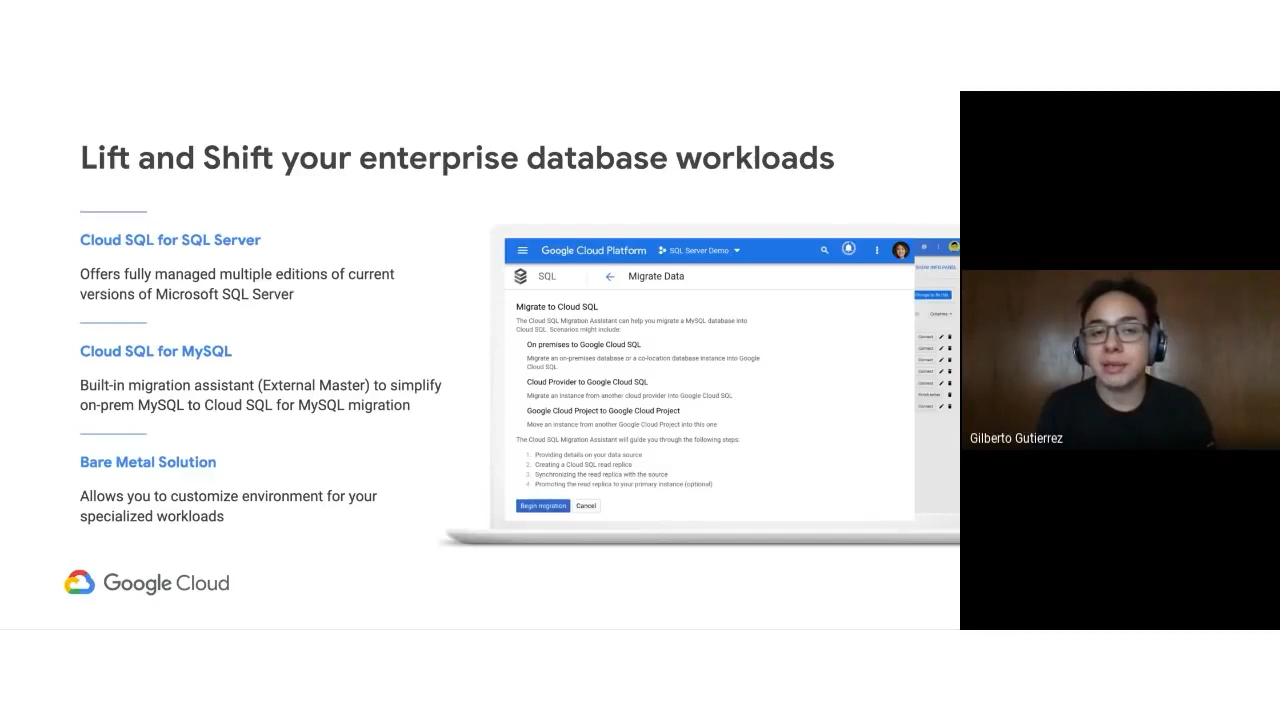 Lift and Shift your enterprise database workloads
Cloud SQL for SQL Server
Offers fully managed multiple editions of current
versions of Microsoft SQL Server
Cloud SQL for MySQL
Built-in migration assistant (External Master) to simplify
on-prem MySQL to Cloud SQL for MySQL migration
Bare Metal Solution
Allows you to customize environment for your
specialized workloads
Google Cloud
Google Cloud Platform SQL Server Demo
SQL Migrate Data
Migrate to Cloud SQL
The Cloud SQL Migration Assistant can help you migrate a MySQL database into
Cloud SQL. Scenarios might include:
On premises to Google Cloud SQL
Migrate an on-premises database or a co-location database instance into Google
Cloud SQL
Cloud Provider to Google Cloud SQL
Migrate an instance from another cloud provider into Google Cloud SQL
Google Cloud Project to Google Cloud Project
Move an instance from another Google Cloud Project into this one
The Cloud SQL Migration Assistant will guide you through the following steps:
1. Providing details on your data source
2. Creating a Cloud SQL read replica
3. Synchronizing the read replica with the source
4. Promoting the read replica to your primary instance (optional)
Begin migration Cancel
SHOW INFO PANEL
Columns
Connect
Connect
Connect
Connect
Connect
Connect
Gilberto Gutierrez